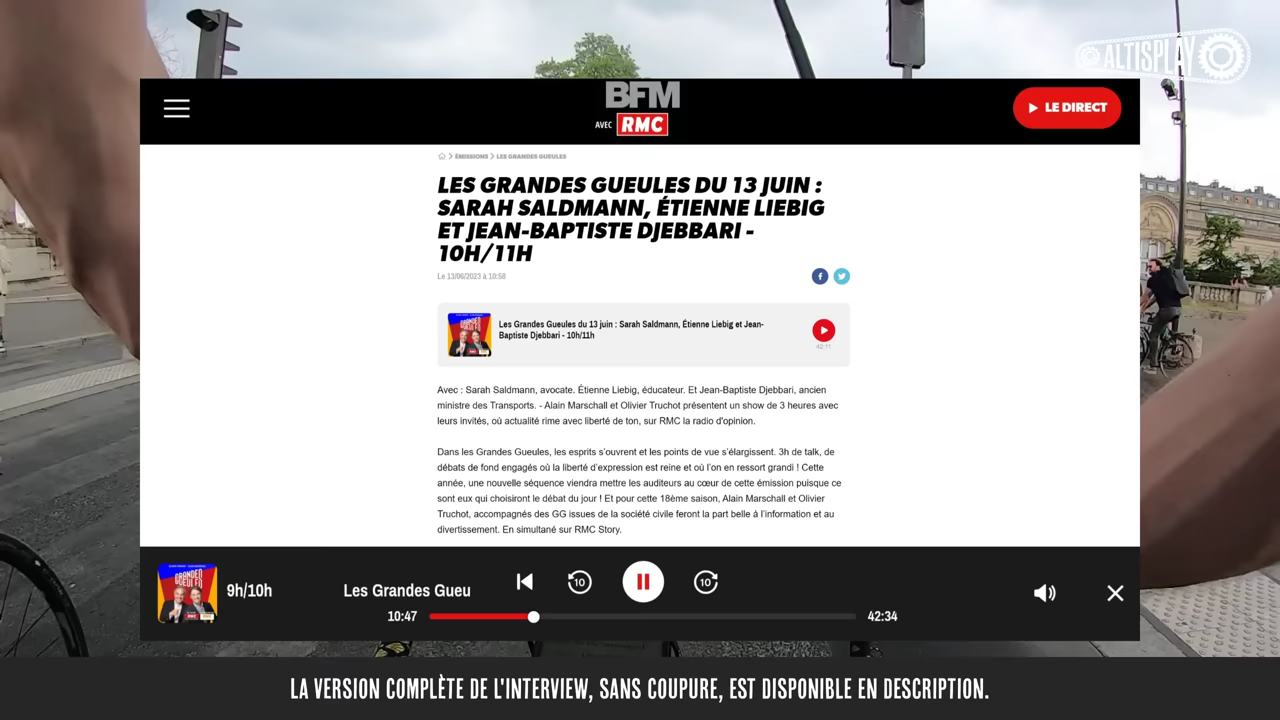 ALTISPLAY
BFM
AVEC RMC
LE DIRECT
ÉMISSIONS LES GRANDES GUEULES
LES GRANDES GUEULES DU 13 JUIN :
SARAH SALDMANN, ÉTIENNE LIEBIG
ET JEAN-BAPTISTE DJEBBARI -
10H/11H
Le 13/06/2023 à 10:58
Les Grandes Gueules du 13 juin : Sarah Saldmann, Étienne Liebig et Jean-
Baptiste Djebbari - 10h/11h
42:11
Avec : Sarah Saldmann, avocate. Étienne Liebig, éducateur. Et Jean-Baptiste Djebbari, ancien
ministre des Transports. - Alain Marschall et Olivier Truchot présentent un show de 3 heures avec
leurs invités, où actualité rime avec liberté de ton, sur RMC la radio d'opinion.
Dans les Grandes Gueules, les esprits s'ouvrent et les points de vue s'élargissent. 3h de talk, de
débats de fond engagés où la liberté d'expression est reine et où l'on en ressort grandi ! Cette
année, une nouvelle séquence viendra mettre les auditeurs au cœur de cette émission puisque ce
sont eux qui choisiront le débat du jour ! Et pour cette 18ème saison, Alain Marschall et Olivier
Truchot, accompagnés des GG issues de la société civile feront la part belle à l'information et au
divertissement. En simultané sur RMC Story.
9h/10h
Les Grandes Gueu
10
10
10:47
42:34
LA VERSION COMPLÈTE DE L'INTERVIEW, SANS COUPURE, EST DISPONIBLE EN DESCRIPTION.